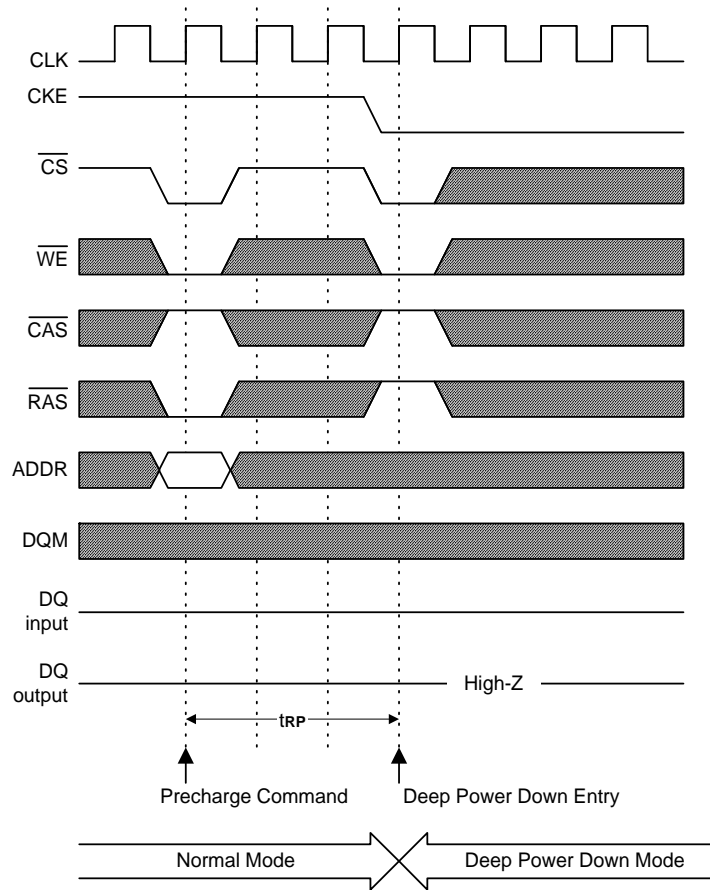 CLK
CKE
CS
WE
CAS
RAS
ADDR
DQM
DQ
input
DQ
output
High-Z
tRP
Precharge Command
Deep Power Down Entry
Normal Mode
Deep Power Down Mode